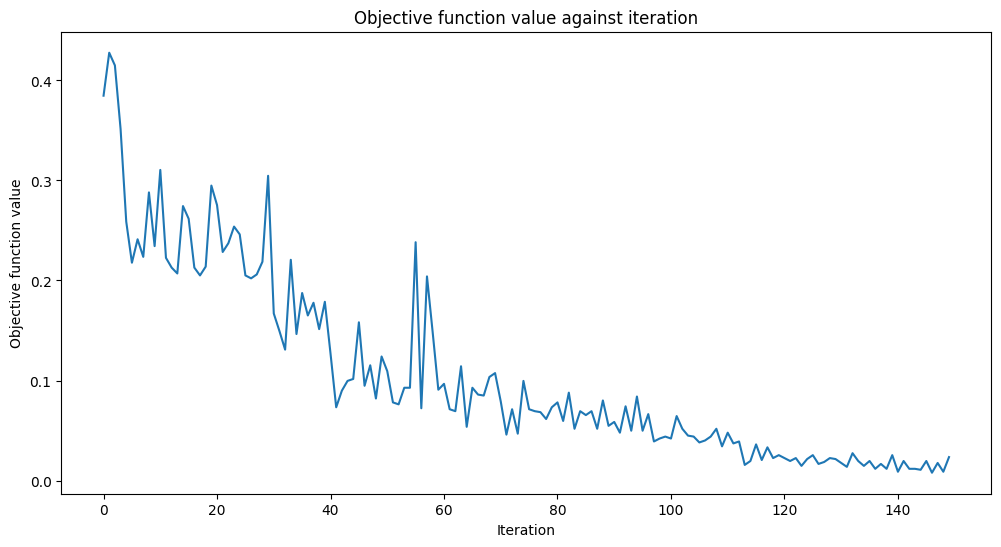 Objective function value against iteration
Objective function value
0.4
0.3
0.2
0.1
0.0
0 20 40 60 80 100 120 140
Iteration